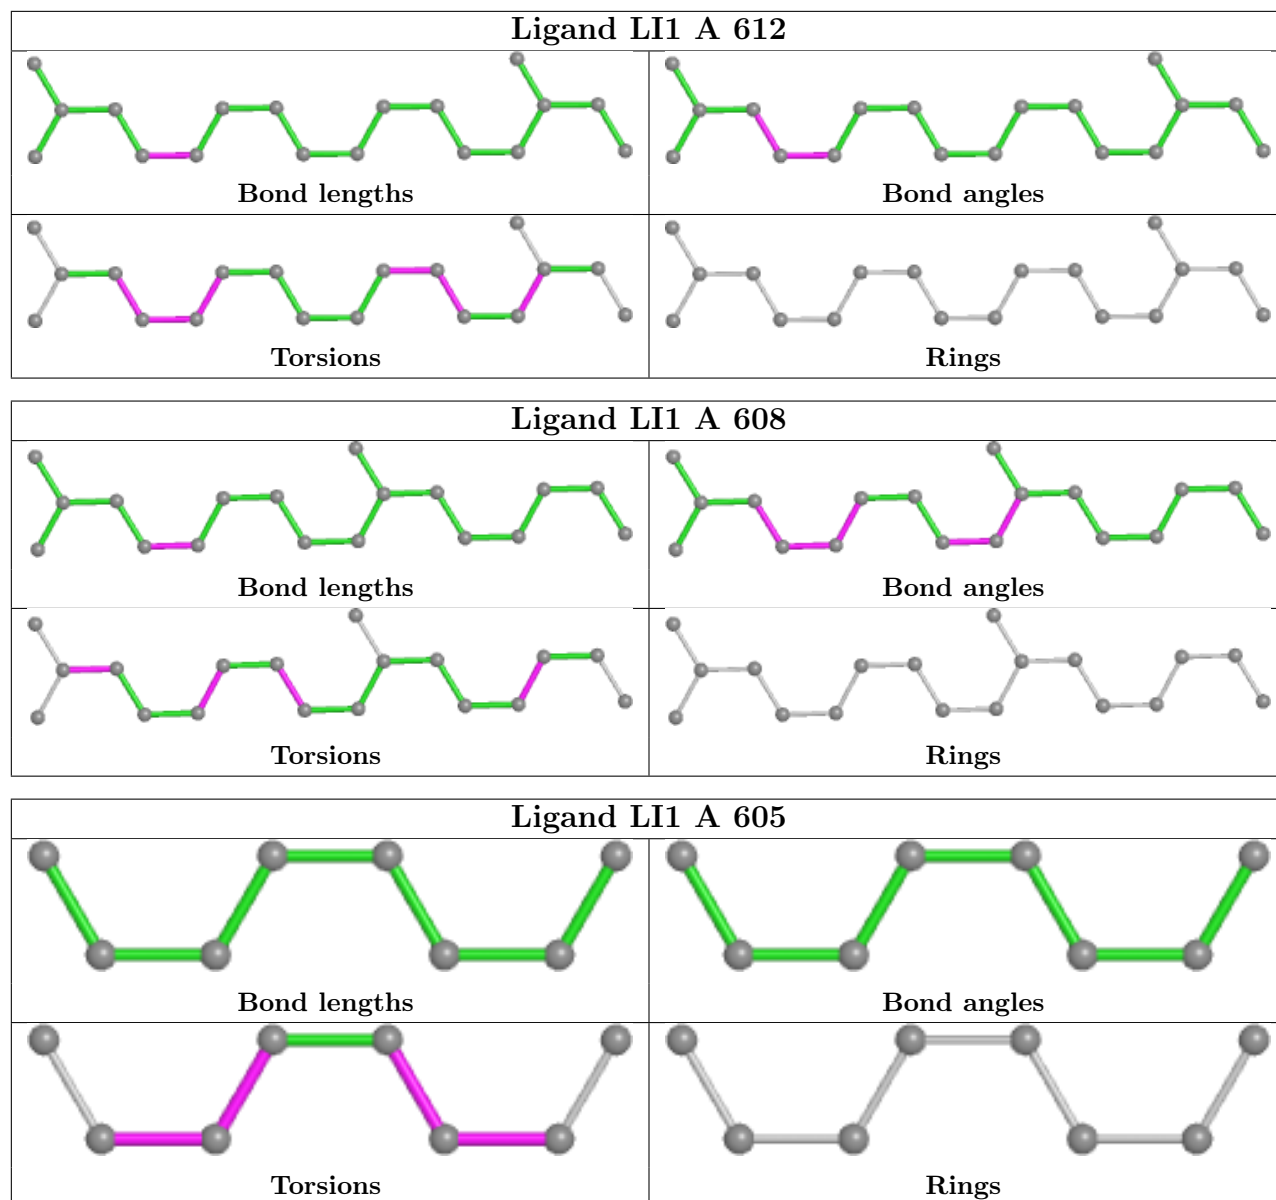 Ligand LI1 A 612
Bond lengths
Bond angles
Torsions
Rings
Ligand LI1 A 608
Bond lengths
Bond angles
Torsions
Rings
Ligand LI1 A 605
Bond lengths
Bond angles
Torsions
Rings